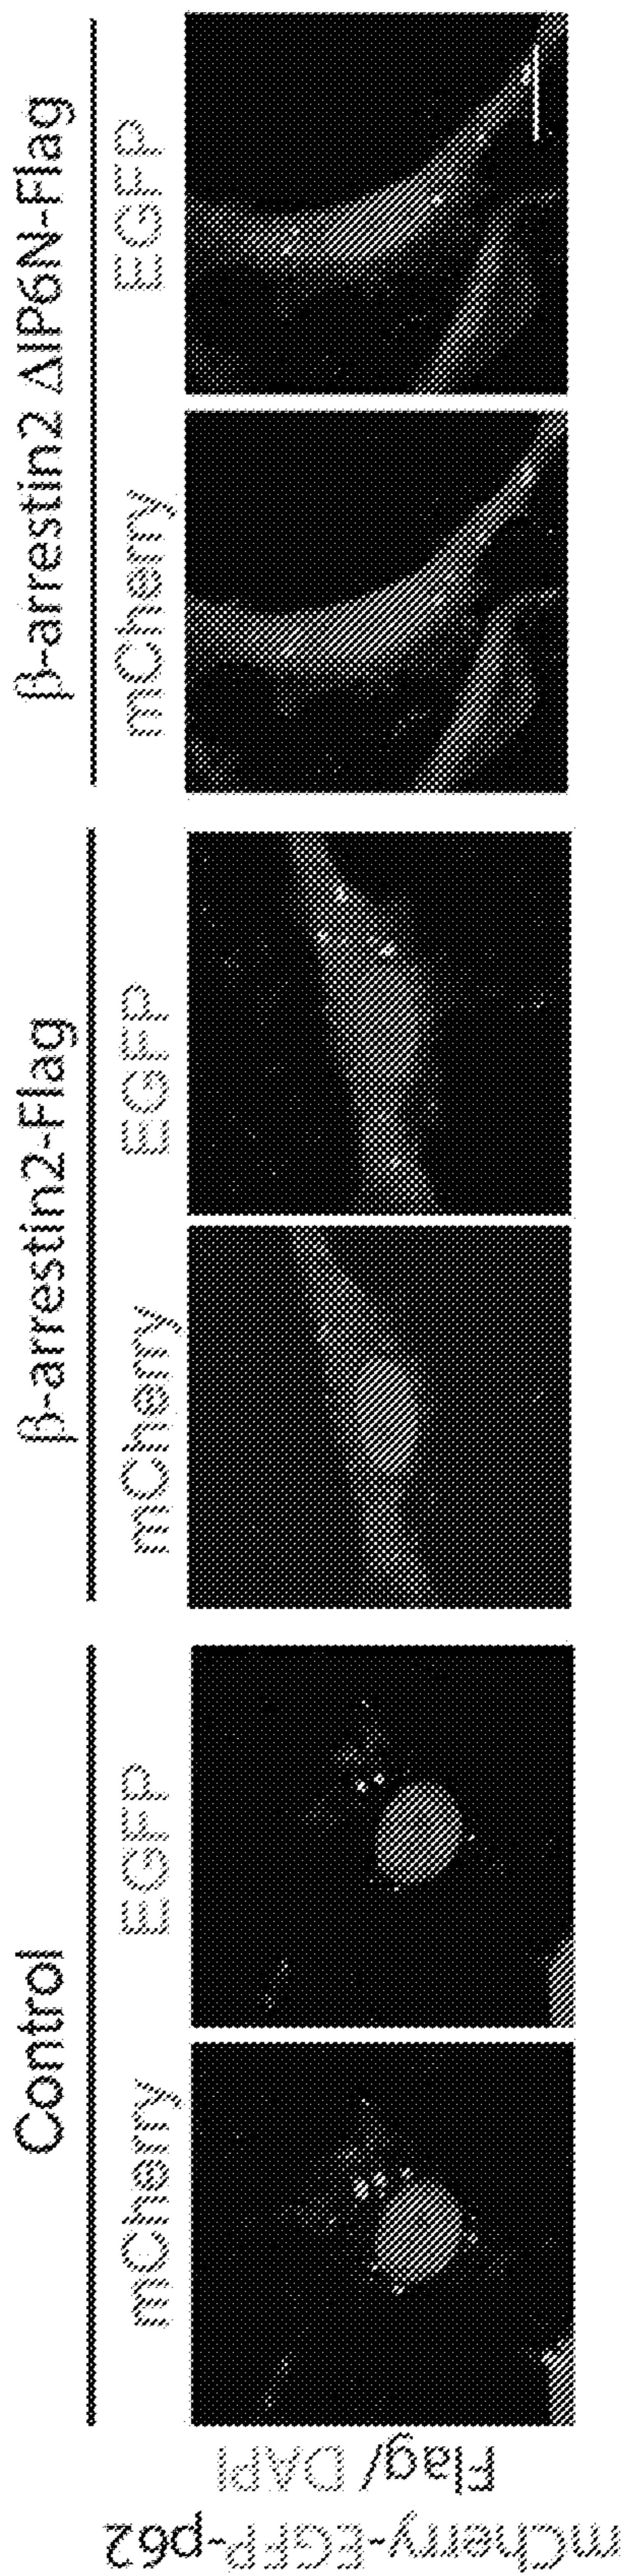 Control
β-arrestin2-Flag
β-arrestin2 ΔIP6N-Flag
mCherry
EGFP
mCherry
EGFP
mCherry
EGFP
mCherry-EGFP-p62
Flag/ DAPI